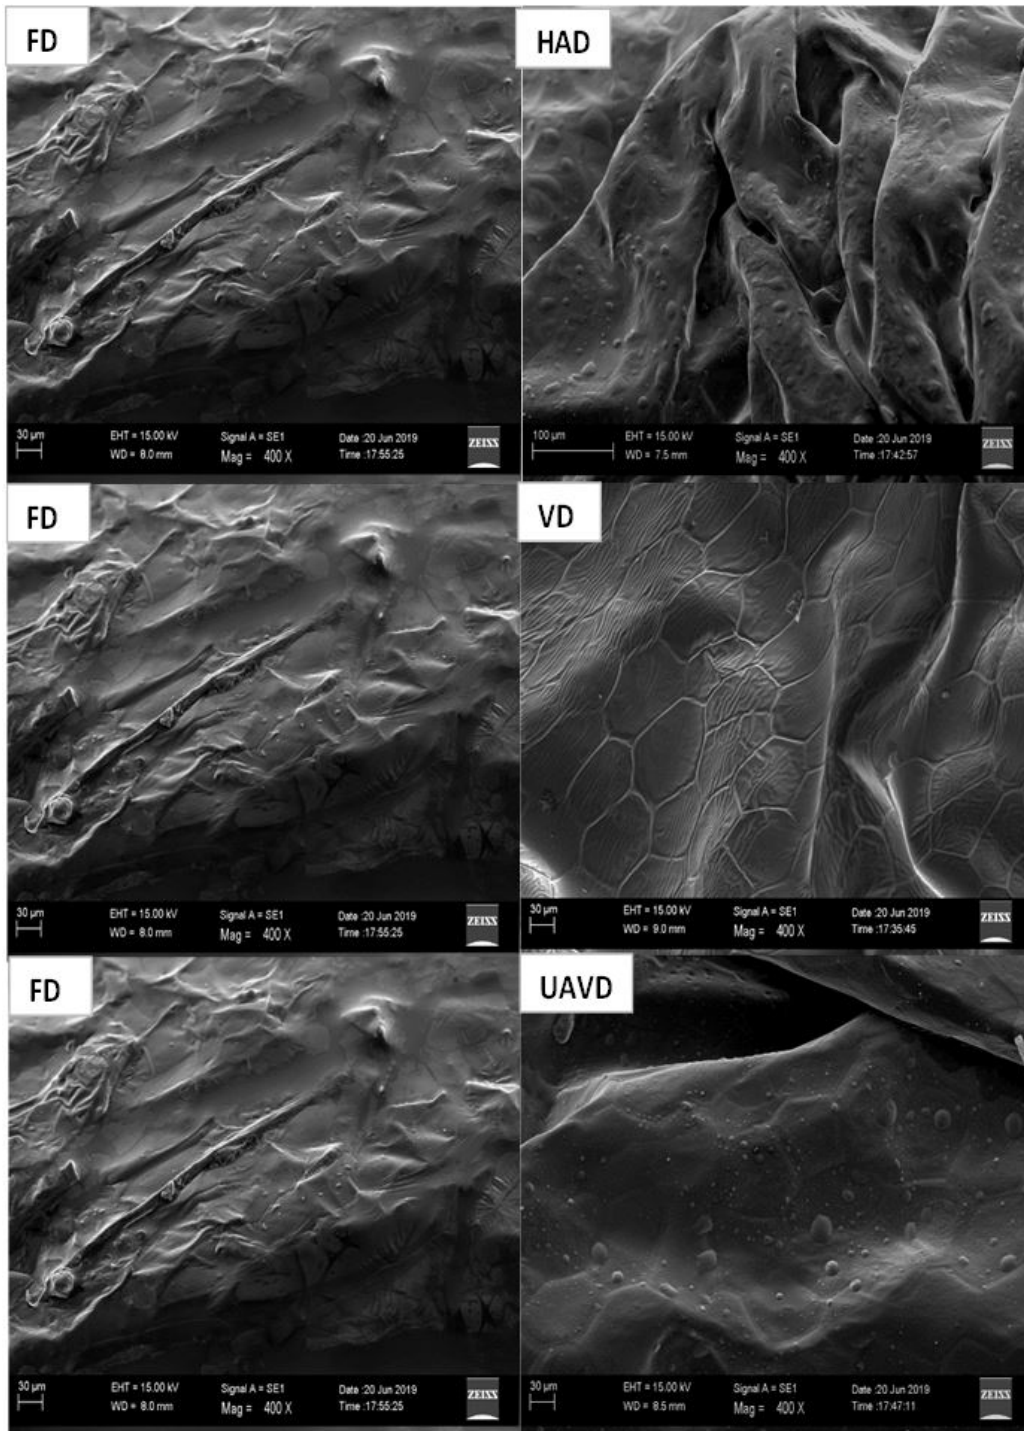 FD
30 µm
EHT = 15.00 kV
WD = 8.0 mm
Signal A = SE1
Mag = 400 X
Date :20 Jun 2019
Time :17:55:25
ZEISS
HAD
100 µm
EHT = 15.00 kV
WD = 7.5 mm
Signal A = SE1
Mag = 400 X
Date :20 Jun 2019
Time :17:42:57
ZEISS
FD
30 µm
EHT = 15.00 kV
WD = 8.0 mm
Signal A = SE1
Mag = 400 X
Date :20 Jun 2019
Time :17:55:25
ZEISS
VD
30 µm
EHT = 15.00 kV
WD = 9.0 mm
Signal A = SE1
Mag = 400 X
Date :20 Jun 2019
Time :17:35:45
ZEISS
FD
30 µm
EHT = 15.00 kV
WD = 8.0 mm
Signal A = SE1
Mag = 400 X
Date :20 Jun 2019
Time :17:55:25
ZEISS
UAVD
30 µm
EHT = 15.00 kV
WD = 8.5 mm
Signal A = SE1
Mag = 400 X
Date :20 Jun 2019
Time :17:47:11
ZEISS